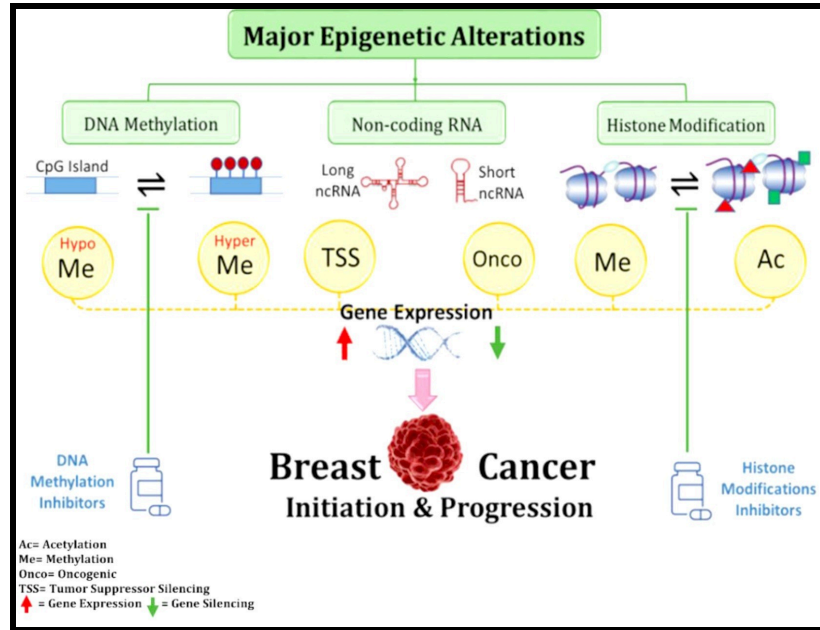 Major Epigenetic Alterations
DNA Methylation
Non-coding RNA
Histone Modification
CpG Island
Long
ncRNA
Short
ncRNA
Hypo
Me
Hyper
Me
TSS
Onco
Me
Ac
Gene Expression
Breast Cancer
Initiation & Progression
DNA
Methylation
Inhibitors
Histone
Modifications
Inhibitors
Ac= Acetylation
Me= Methylation
Onco= Oncogenic
TSS= Tumor Suppressor Silencing
= Gene Expression = Gene Silencing